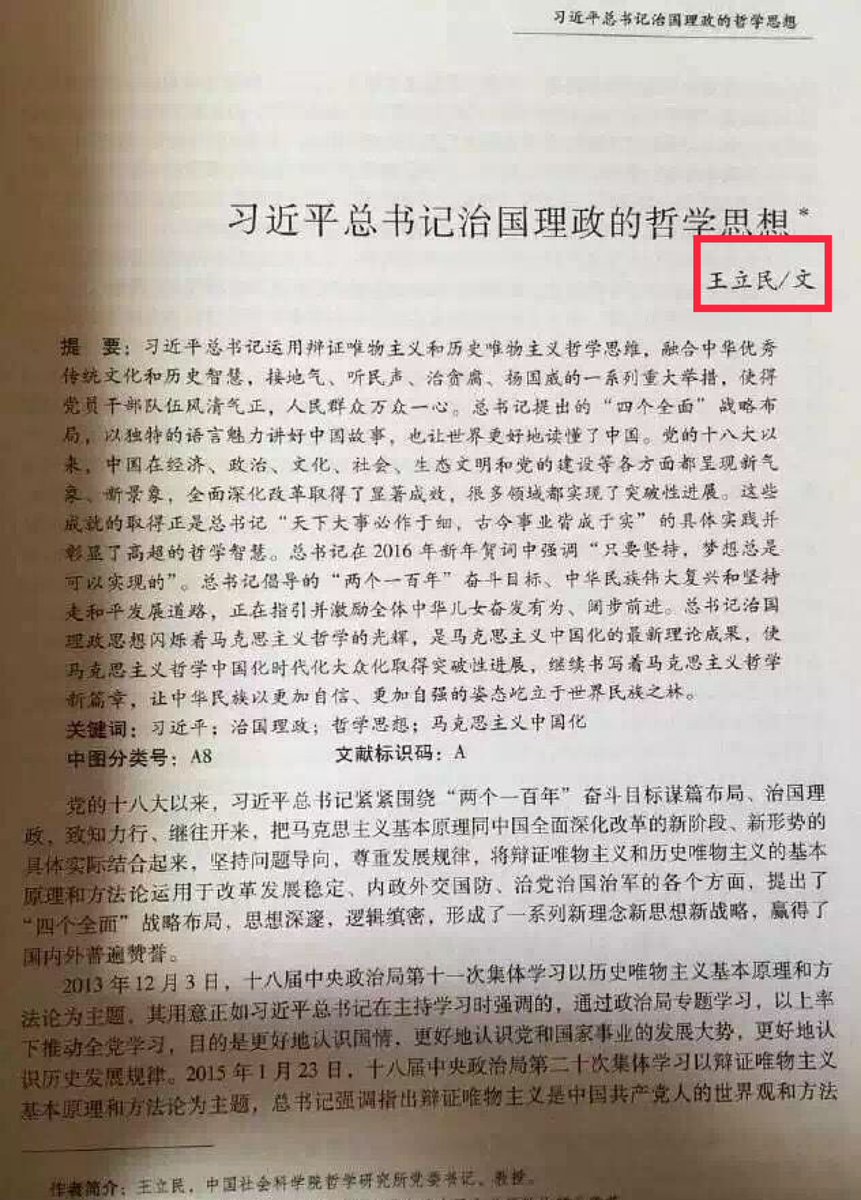 习近平总书记治国理政的哲学思想
习近平总书记治国理政的哲学思想*
王立民/文
提 要：习近平总书记运用辩证唯物主义和历史唯物主义哲学思维，融合中华优秀
传统文化和历史智慧，接地气、听民声、治贪腐、扬国威的一系列重大举措，使得
党员干部队伍风清气正，人民群众万众一心。总书记提出的“四个全面”战略布
局，以独特的语言魅力讲好中国故事，也让世界更好地读懂了中国。党的十八大以
来，中国在经济、政治、文化、社会、生态文明和党的建设等各方面都呈现新气
象、新景象，全面深化改革取得了显著成效，很多领域都实现了突破性进展。这些
成就的取得正是总书记“天下大事必作于细，古今事业皆成于实”的具体实践并
彰显了高超的哲学智慧。总书记在2016年新年贺词中强调“只要坚持，梦想总是
可以实现的”。总书记倡导的“两个一百年”奋斗目标、中华民族伟大复兴和坚持
走和平发展道路，正在指引并激励全体中华儿女奋发有为、阔步前进。总书记治国
理政思想闪烁着马克思主义哲学的光辉，是马克思主义中国化的最新理论成果，使
马克思主义哲学中国化时代化大众化取得突破性进展，继续书写着马克思主义哲学
新篇章，让中华民族以更加自信、更加自强的姿态屹立于世界民族之林。
关键词：习近平；治国理政；哲学思想；马克思主义中国化
中图分类号：A8 文献标识码：A
党的十八大以来，习近平总书记紧紧围绕“两个一百年”奋斗目标谋篇布局、治国理
政，致知力行、继往开来，把马克思主义基本原理同中国全面深化改革的新阶段、新形势的
具体实际结合起来，坚持问题导向，尊重发展规律，将辩证唯物主义和历史唯物主义的基本
原理和方法论运用于改革发展稳定、内政外交国防、治党治国治军的各个方面，提出了
“四个全面”战略布局，思想深邃，逻辑缜密，形成了一系列新理念新思想新战略，赢得了
国内外普遍赞誉。
2013年12月3日，十八届中央政治局第十一次集体学习以历史唯物主义基本原理和方
法论为主题，其用意正如习近平总书记在主持学习时强调的，通过政治局专题学习，以上率
下推动全党学习，目的是更好地认识国情，更好地认识党和国家事业的发展大势，更好地认
识历史发展规律。2015年1月23日，十八届中央政治局第二十次集体学习以辩证唯物主义
基本原理和方法论为主题，总书记强调指出辩证唯物主义是中国共产党人的世界观和方法
作者简介：王立民，中国社会科学院哲学研究所党委书记、教授。